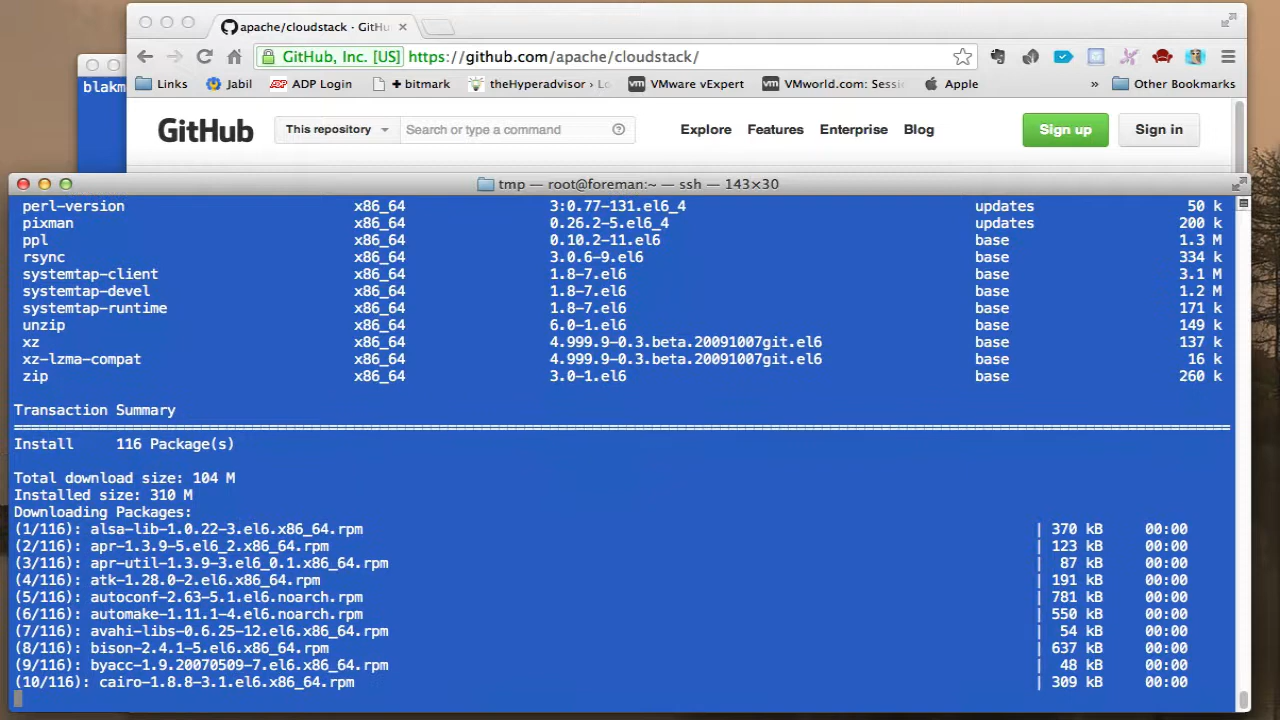 apache/cloudstack · GitHu
GitHub, Inc. [US] https://github.com/apache/cloudstack/
Links Jabil ADP Login + bitmark theHyperadvisor › Lo VMware vExpert VMworld.com: Sessi Apple » Other Bookmarks
blakm
GitHub This repository Search or type a command Explore Features Enterprise Blog Sign up Sign in
tmp — root@foreman:~ — ssh — 143×30
perl-version x86_64 3:0.77-131.el6_4 updates 50 k
pixman x86_64 0.26.2-5.el6_4 updates 200 k
ppl x86_64 0.10.2-11.el6 base 1.3 M
rsync x86_64 3.0.6-9.el6 base 334 k
systemtap-client x86_64 1.8-7.el6 base 3.1 M
systemtap-devel x86_64 1.8-7.el6 base 1.2 M
systemtap-runtime x86_64 1.8-7.el6 base 171 k
unzip x86_64 6.0-1.el6 base 149 k
xz x86_64 4.999.9-0.3.beta.20091007git.el6 base 137 k
xz-lzma-compat x86_64 4.999.9-0.3.beta.20091007git.el6 base 16 k
zip x86_64 3.0-1.el6 base 260 k
Transaction Summary
================================================================================
Install 116 Package(s)
Total download size: 104 M
Installed size: 310 M
Downloading Packages:
(1/116): alsa-lib-1.0.22-3.el6.x86_64.rpm | 370 kB 00:00
(2/116): apr-1.3.9-5.el6_2.x86_64.rpm | 123 kB 00:00
(3/116): apr-util-1.3.9-3.el6_0.1.x86_64.rpm | 87 kB 00:00
(4/116): atk-1.28.0-2.el6.x86_64.rpm | 191 kB 00:00
(5/116): autoconf-2.63-5.1.el6.noarch.rpm | 781 kB 00:00
(6/116): automake-1.11.1-4.el6.noarch.rpm | 550 kB 00:00
(7/116): avahi-libs-0.6.25-12.el6.x86_64.rpm | 54 kB 00:00
(8/116): bison-2.4.1-5.el6.x86_64.rpm | 637 kB 00:00
(9/116): byacc-1.9.20070509-7.el6.x86_64.rpm | 48 kB 00:00
(10/116): cairo-1.8.8-3.1.el6.x86_64.rpm | 309 kB 00:00